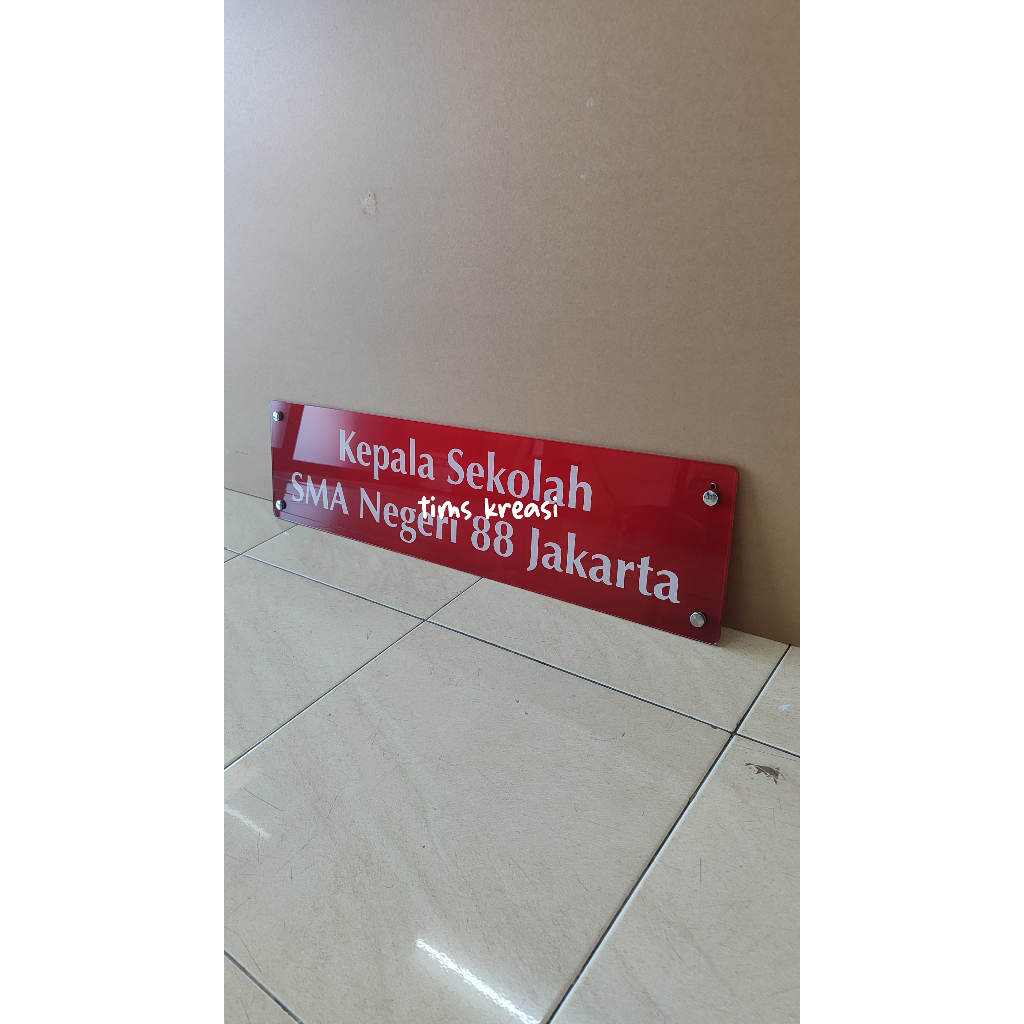 Kepala Sekolah
SMA Negeri 88 Jakarta
tims kreasi